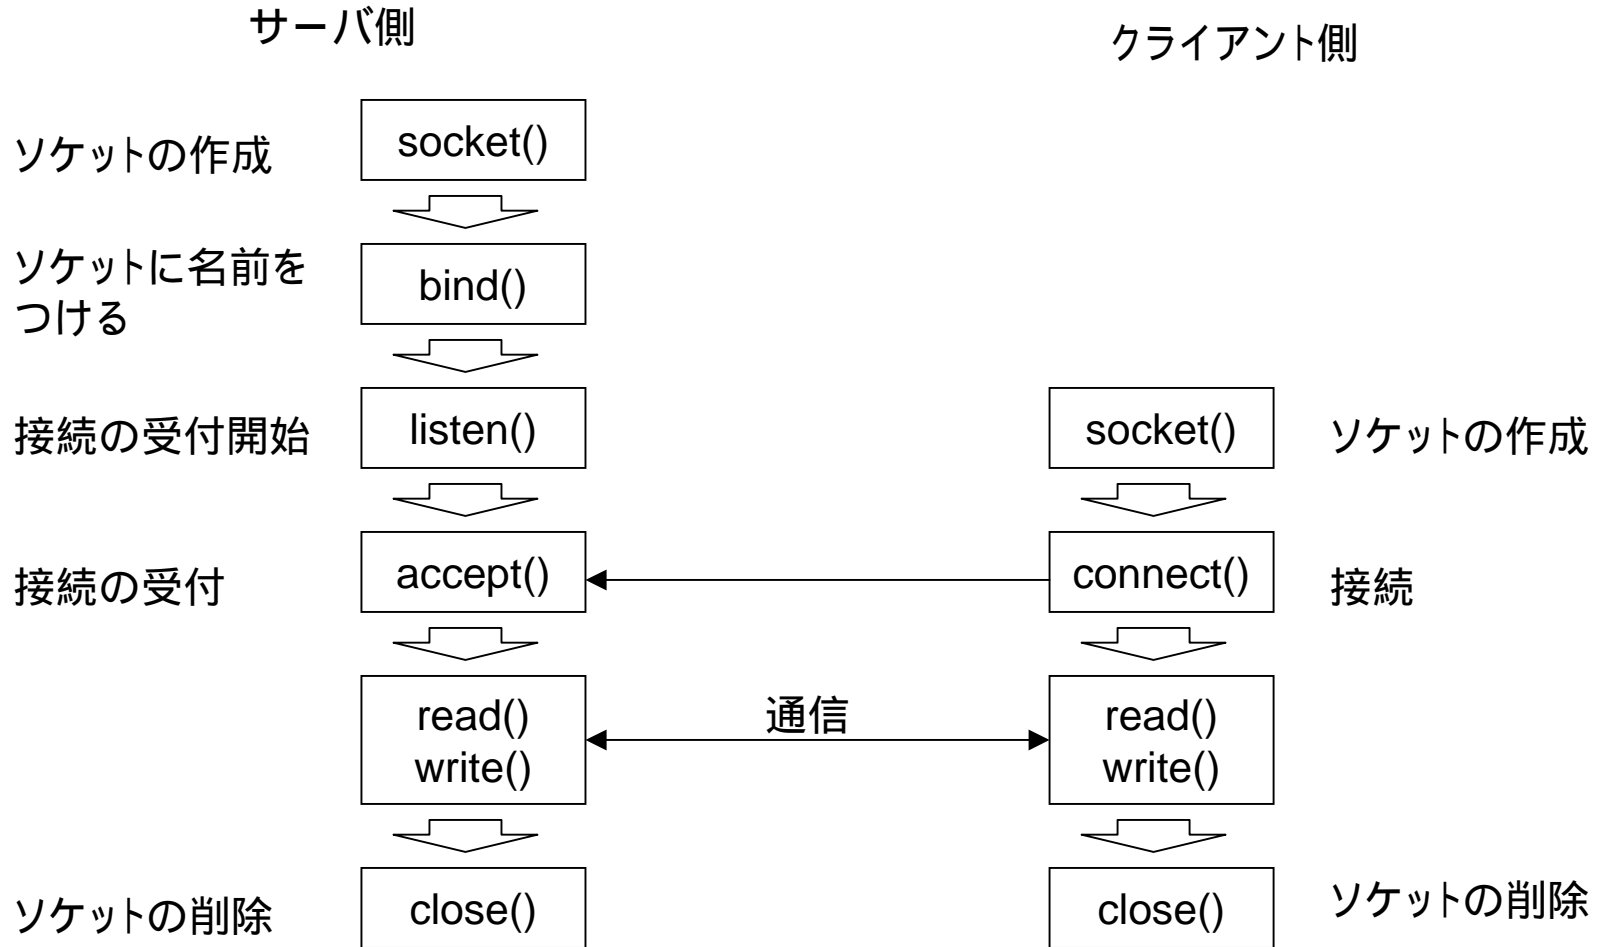 サーバ側
クライアント側
ソケットの作成
socket()
ソケットに名前を
つける
bind()
接続の受付開始
listen()
socket()
ソケットの作成
接続の受付
accept()
connect()
接続
read()
write()
通信
read()
write()
ソケットの削除
close()
close()
ソケットの削除